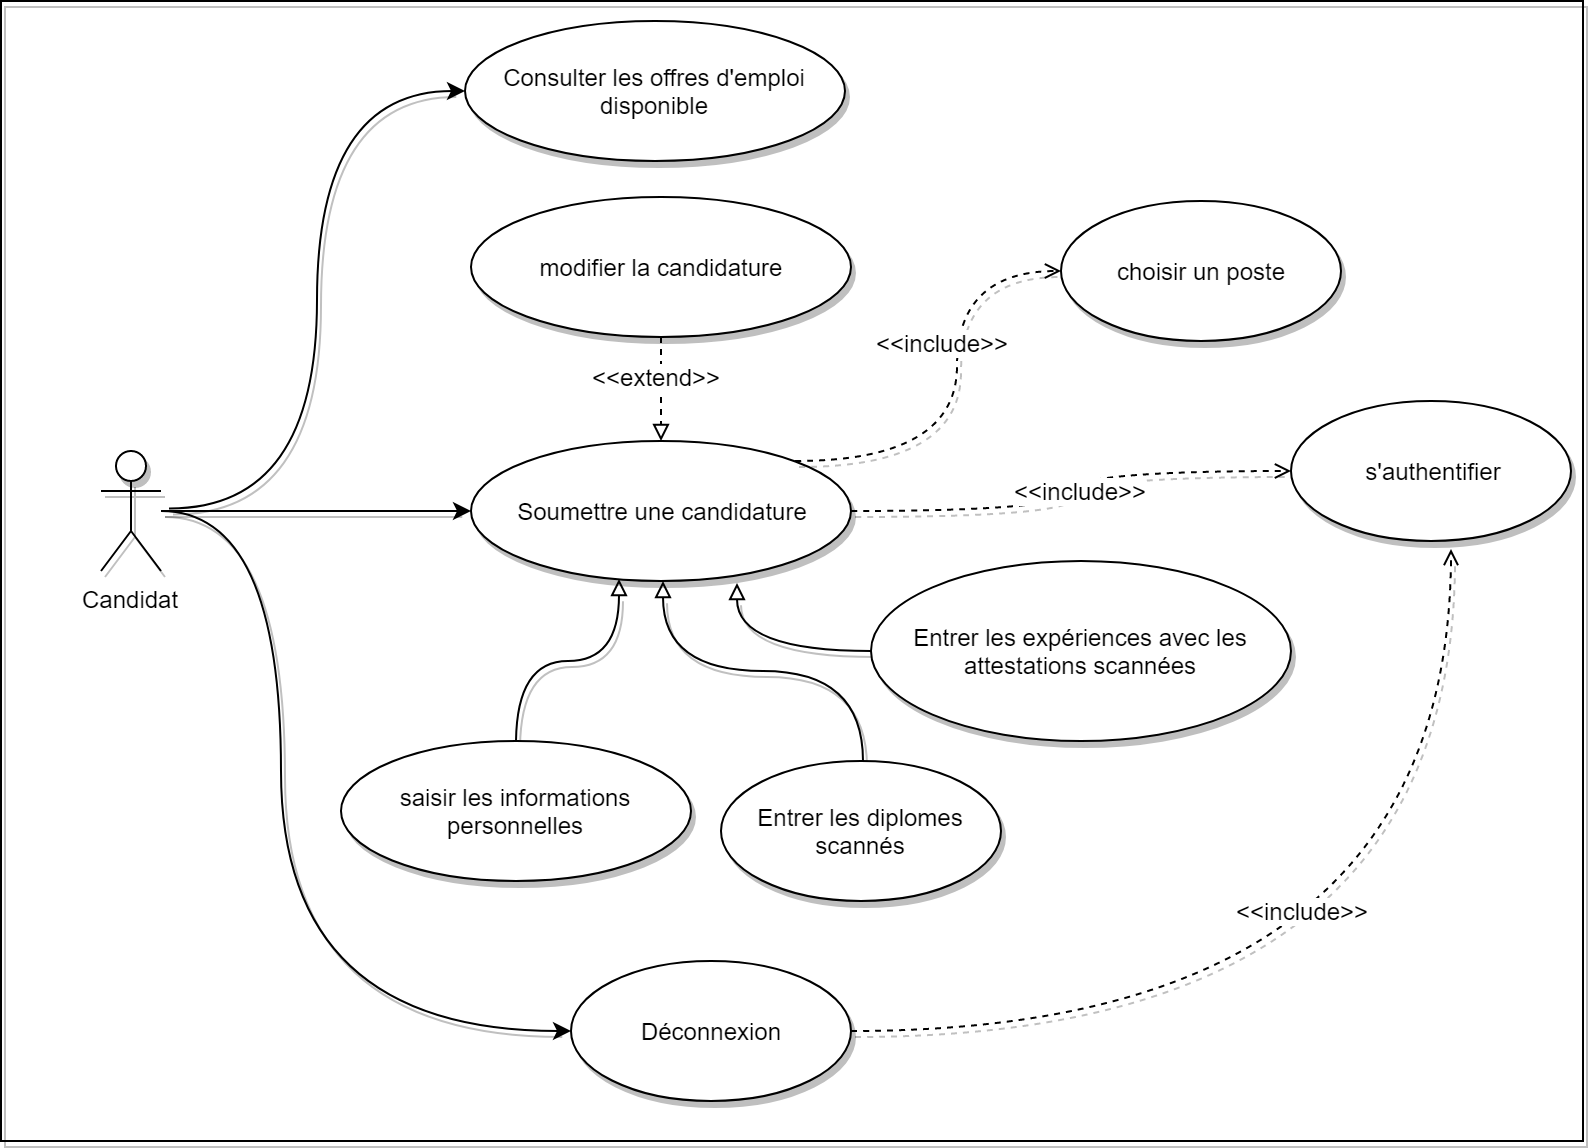 Consulter les offres d'emploi
disponible
modifier la candidature
choisir un poste
<<include>>
<<extend>>
s'authentifier
<<include>>
Soumettre une candidature
Candidat
Entrer les expériences avec les
attestations scannées
saisir les informations
personnelles
Entrer les diplomes
scannés
<<include>>
Déconnexion